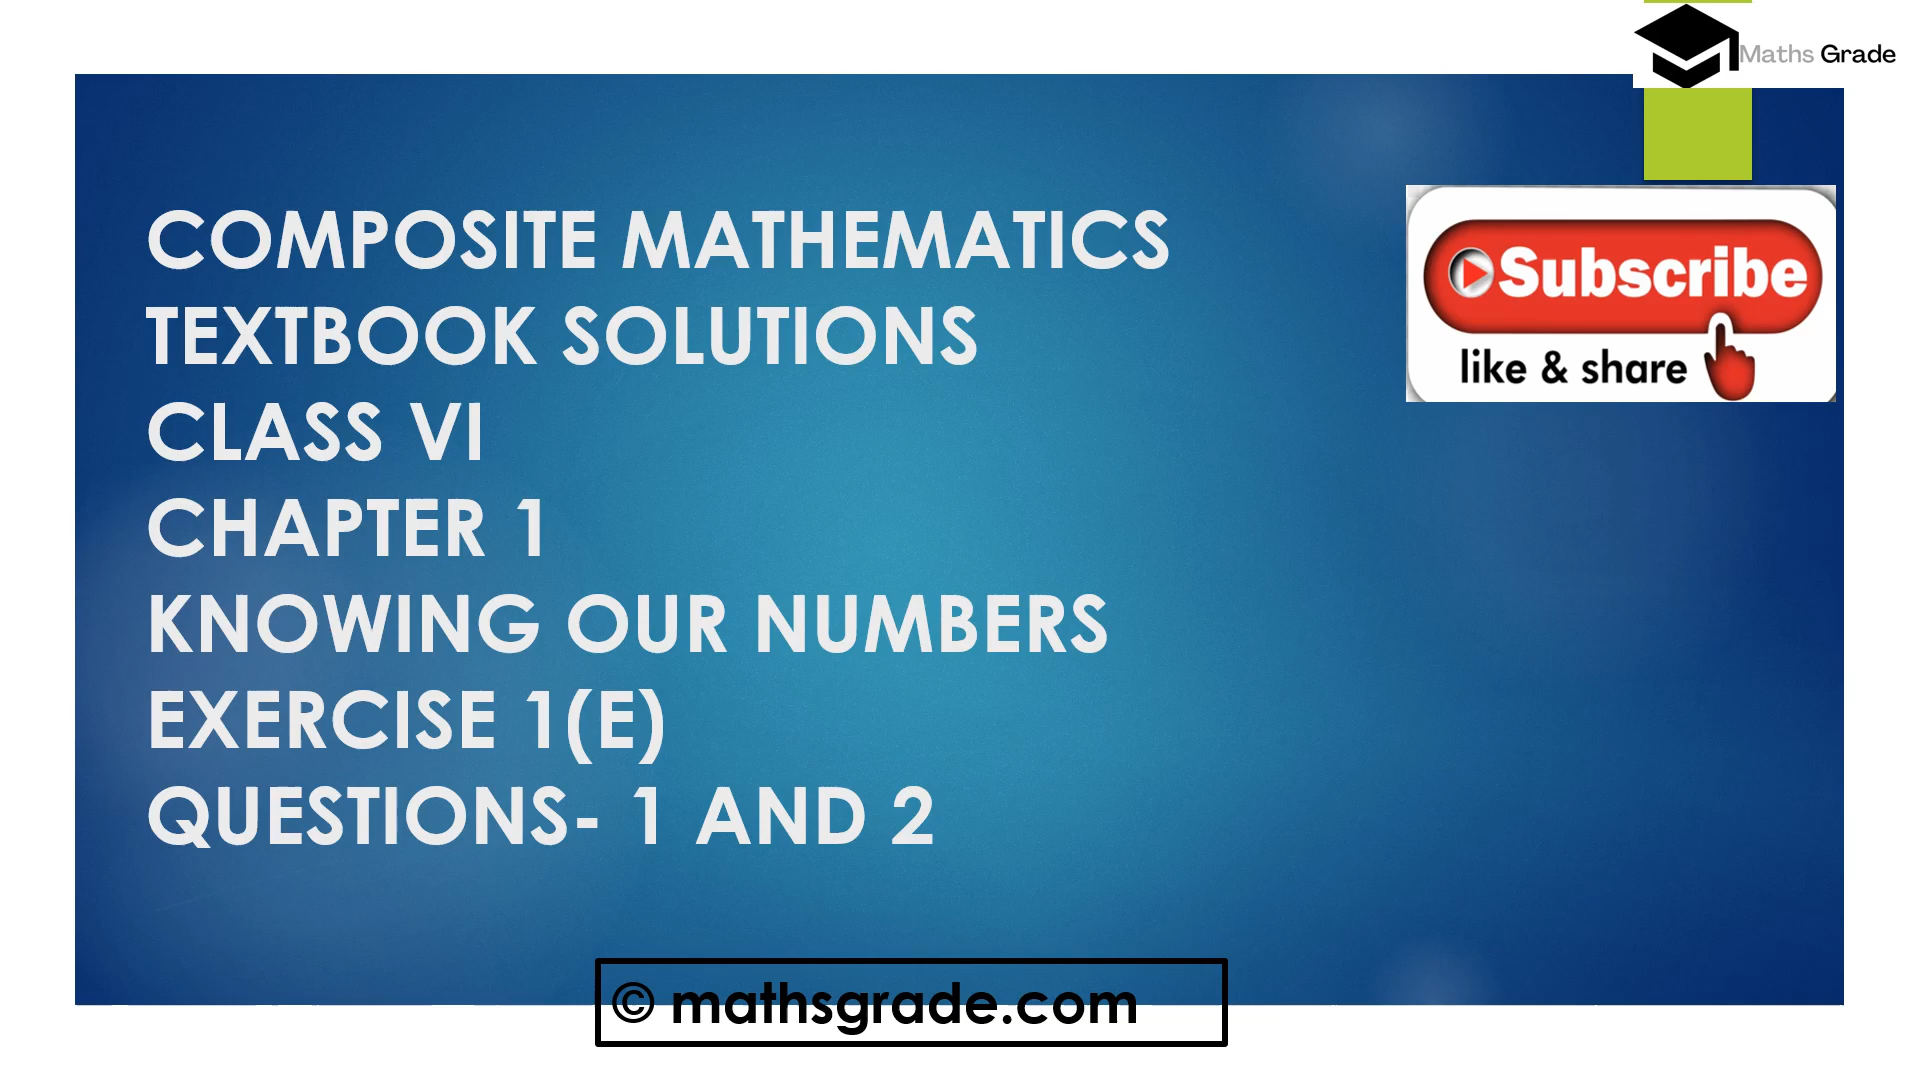 Maths Grade
COMPOSITE MATHEMATICS
TEXTBOOK SOLUTIONS
CLASS VI
CHAPTER 1
KNOWING OUR NUMBERS
EXERCISE 1(E)
QUESTIONS- 1 AND 2
Subscribe
like & share
© mathsgrade.com